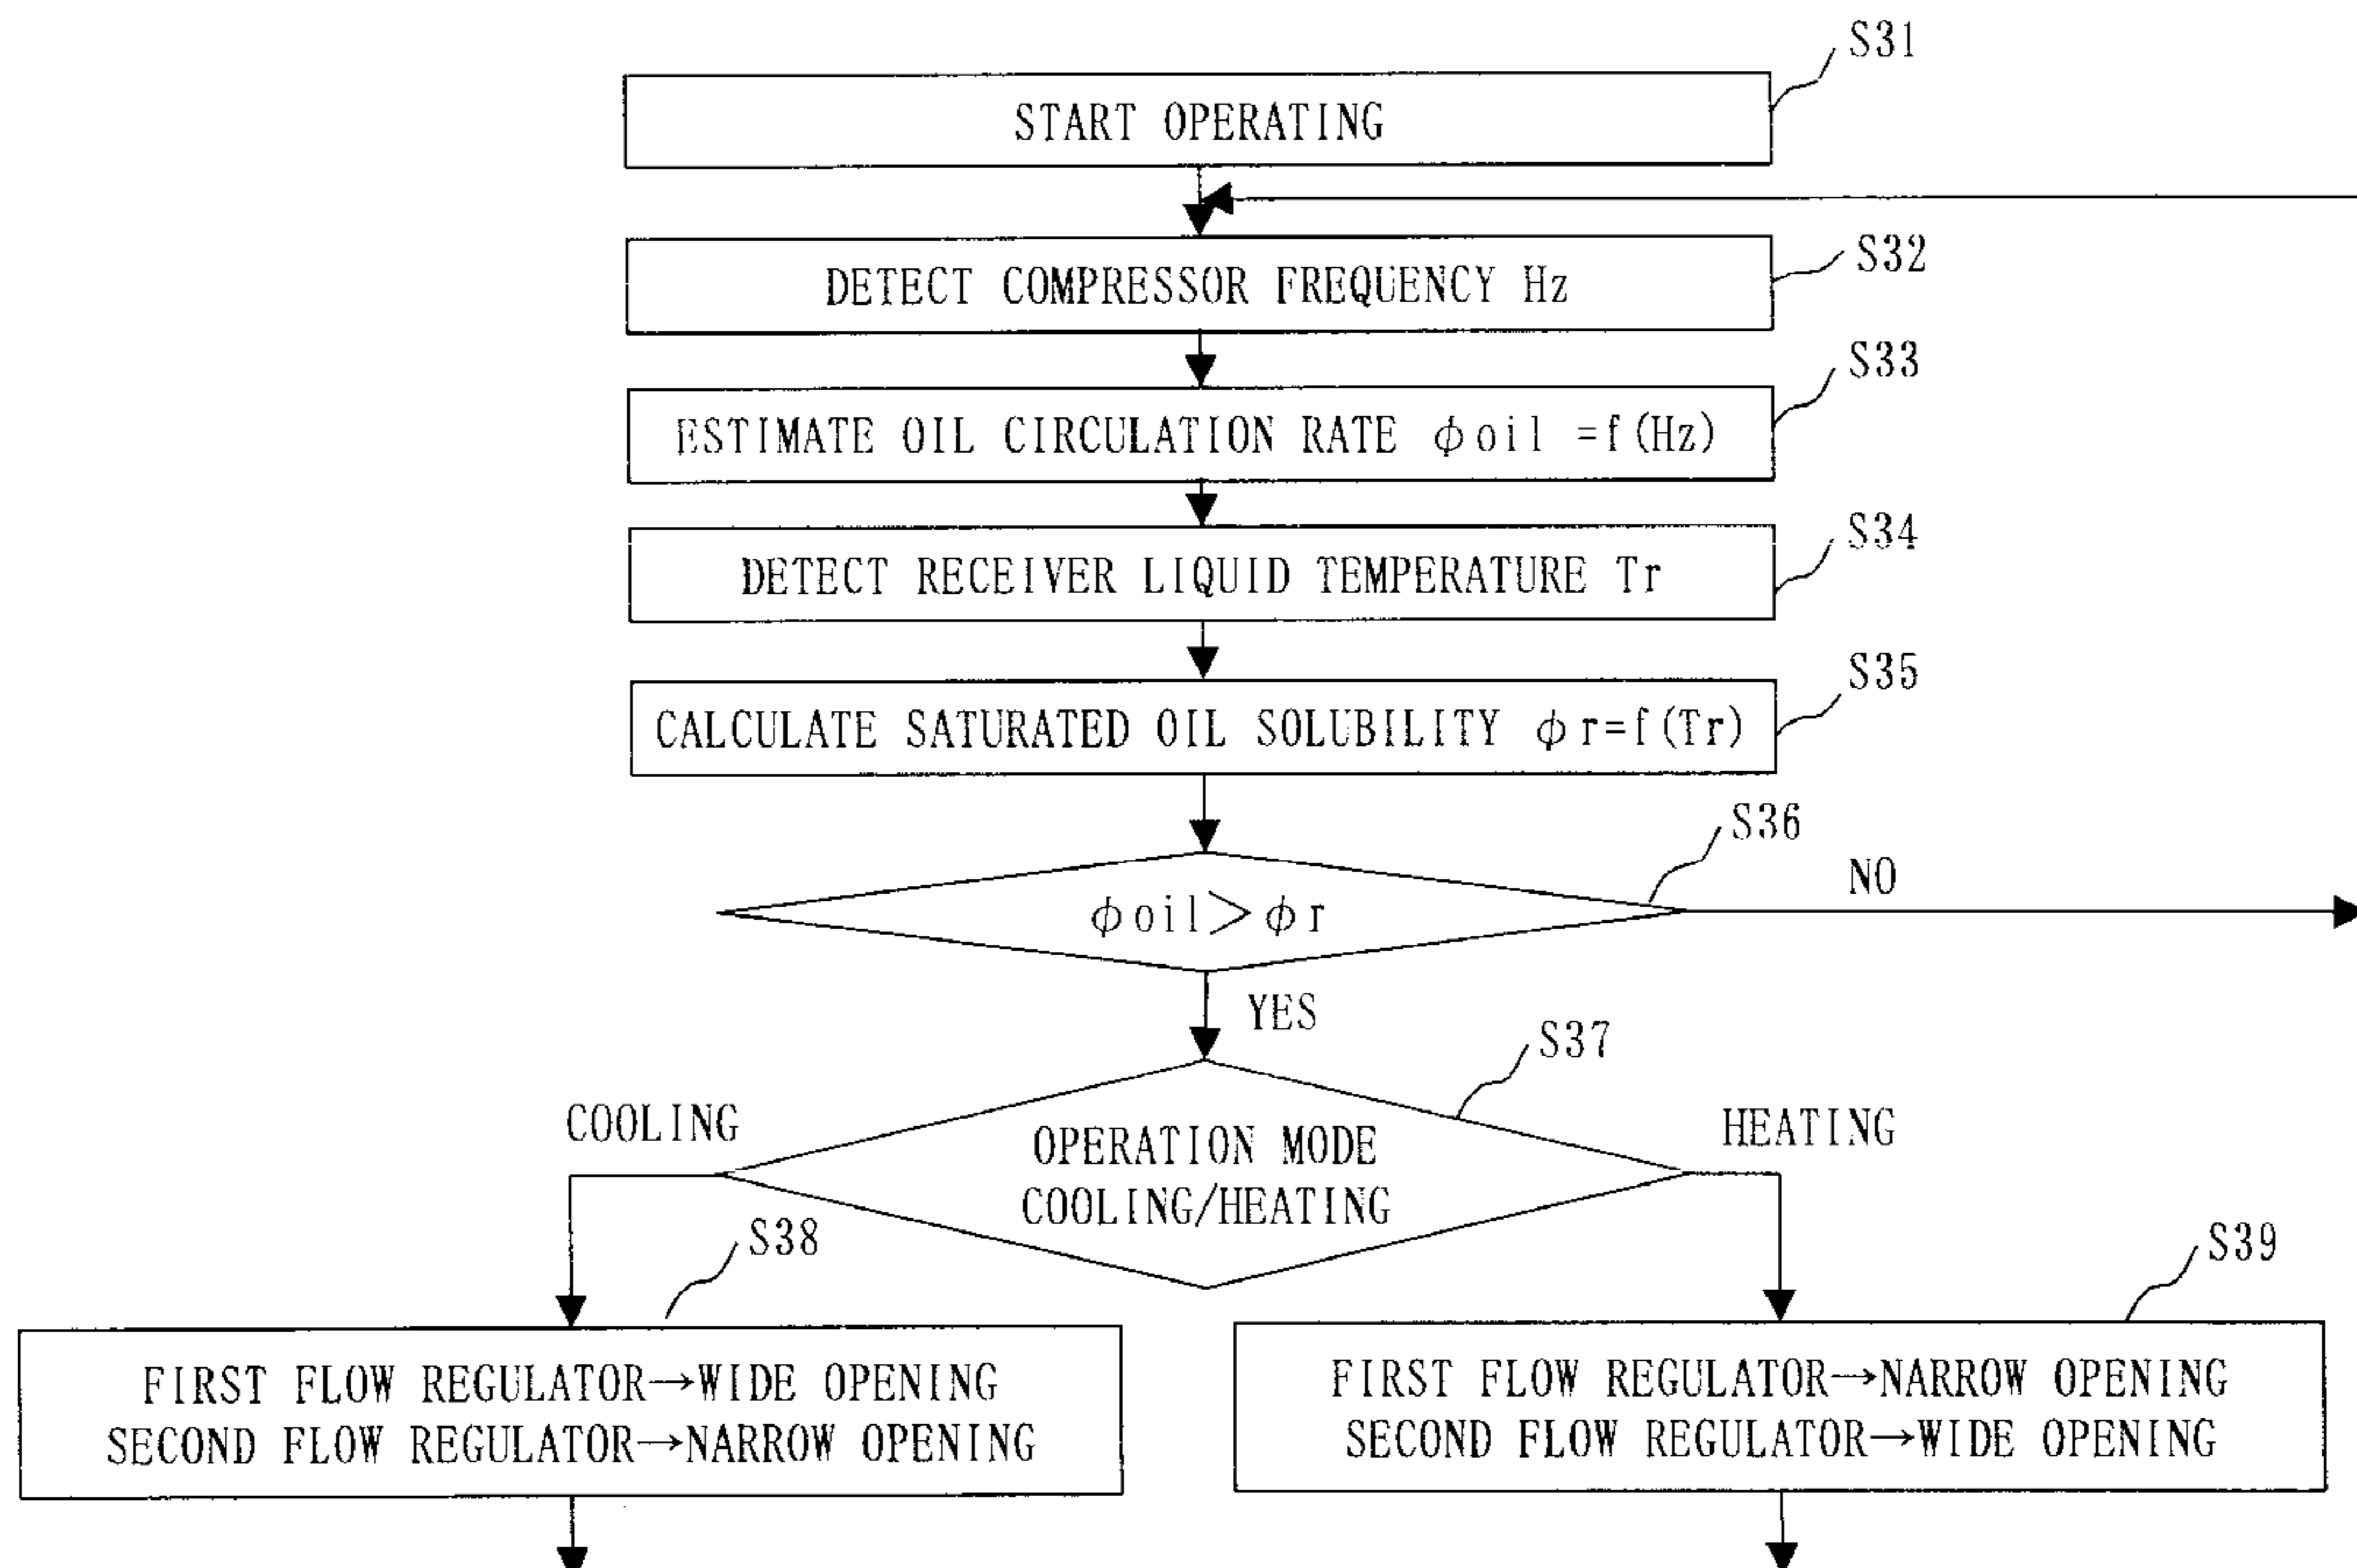 S31
START OPERATING
S32
DETECT COMPRESSOR FREQUENCY Hz
S33
ESTIMATE OIL CIRCULATION RATE ϕoil =f(Hz)
S34
DETECT RECEIVER LIQUID TEMPERATURE Tr
S35
CALCULATE SATURATED OIL SOLUBILITY ϕr=f(Tr)
S36
NO
ϕoil>ϕr
YES
S37
COOLING
HEATING
OPERATION MODE
COOLING/HEATING
S38
S39
FIRST FLOW REGULATOR→WIDE OPENING
SECOND FLOW REGULATOR→NARROW OPENING
FIRST FLOW REGULATOR→NARROW OPENING
SECOND FLOW REGULATOR→WIDE OPENING